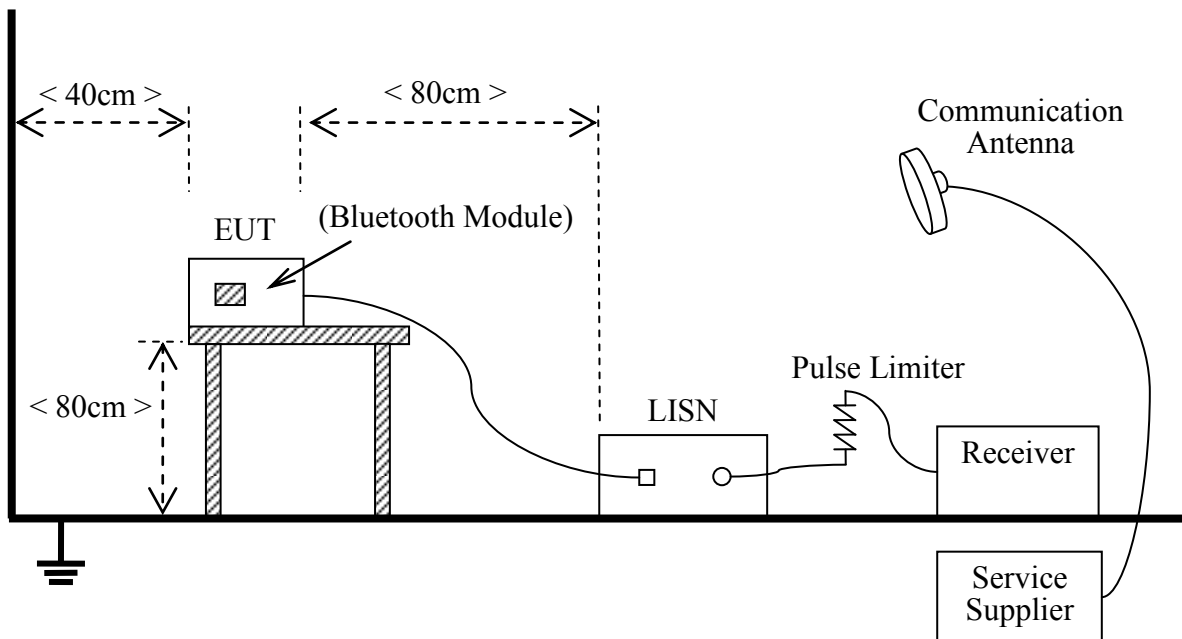 < 40cm >
< 80cm >
Communication
Antenna
(Bluetooth Module)
EUT
Pulse Limiter
< 80cm >
LISN
Receiver
Service
Supplier